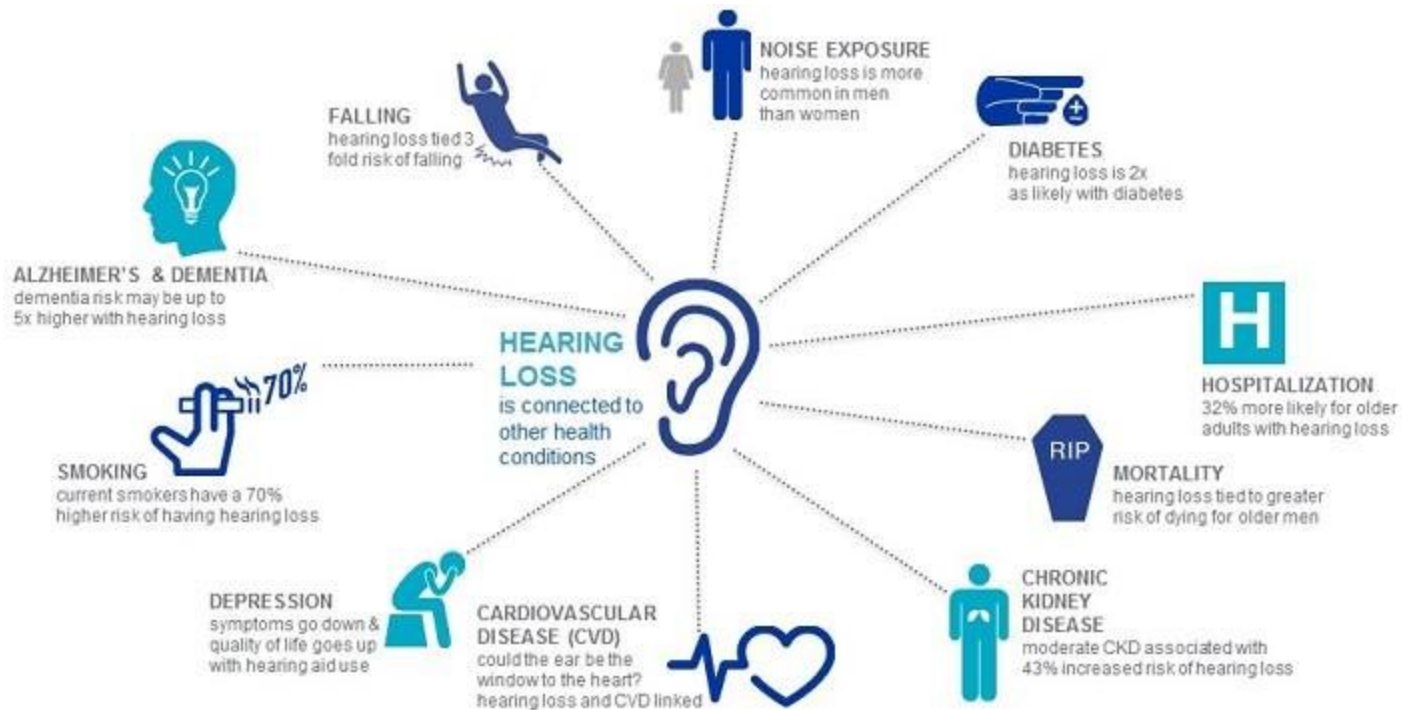 NOISE EXPOSURE
hearing loss is more
common in men
than women
FALLING
hearing loss tied 3
fold risk of falling
DIABETES
hearing loss is 2x
as likely with diabetes
ALZHEIMER'S & DEMENTIA
dementia risk may be up to
5x higher with hearing loss
HEARING
LOSS
is connected to
other health
conditions
H
HOSPITALIZATION
32% more likely for older
adults with hearing loss
70%
SMOKING
current smokers have a 70%
higher risk of having hearing loss
RIP
MORTALITY
hearing loss tied to greater
risk of dying for older men
DEPRESSION
symptoms go down &
quality of life goes up
with hearing aid use
CARDIOVASCULAR
DISEASE (CVD)
could the ear be the
window to the heart?
hearing loss and CVD linked
CHRONIC
KIDNEY
DISEASE
moderate CKD associated with
43% increased risk of hearing loss